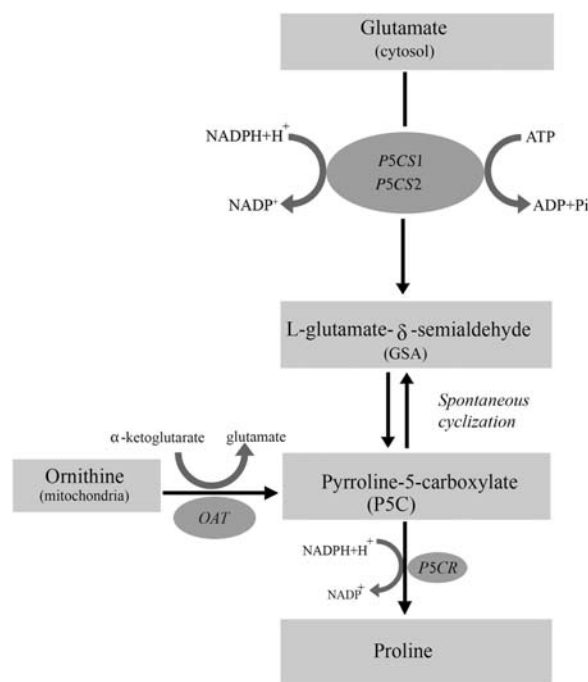 Glutamate
(cytosol)
NADPH+H+
ATP
P5CS1
P5CS2
NADP+
ADP+Pi
L-glutamate-δ-semialdehyde
(GSA)
Spontaneous
cyclization
α-ketoglutarate
glutamate
Ornithine
(mitochondria)
OAT
Pyrroline-5-carboxylate
(P5C)
NADPH+H+
P5CR
NADP+
Proline